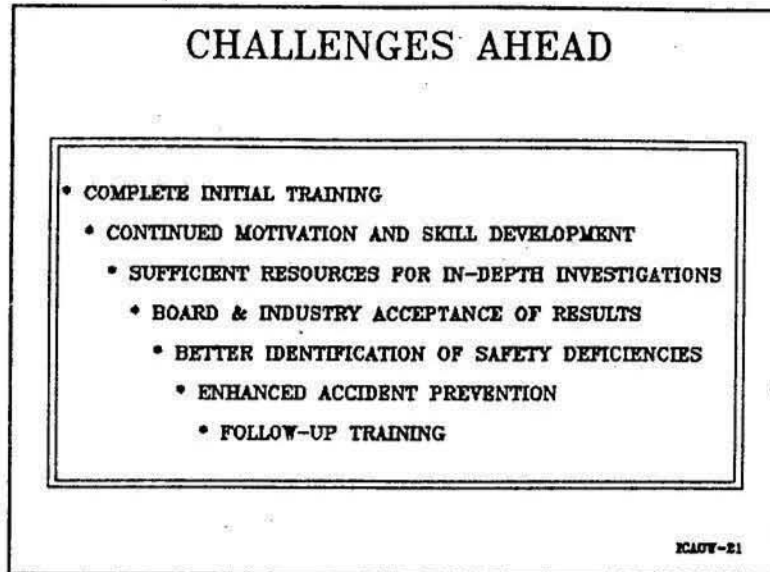 CHALLENGES AHEAD
• COMPLETE INITIAL TRAINING
• CONTINUED MOTIVATION AND SKILL DEVELOPMENT
• SUFFICIENT RESOURCES FOR IN-DEPTH INVESTIGATIONS
• BOARD & INDUSTRY ACCEPTANCE OF RESULTS
• BETTER IDENTIFICATION OF SAFETY DEFICIENCIES
• ENHANCED ACCIDENT PREVENTION
• FOLLOW-UP TRAINING